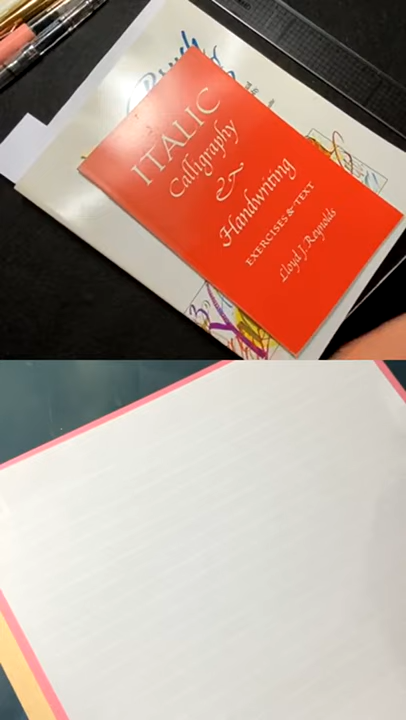 ITALIC
Calligraphy
&
Handwriting
EXERCISES & TEXT
Lloyd J. Reynolds